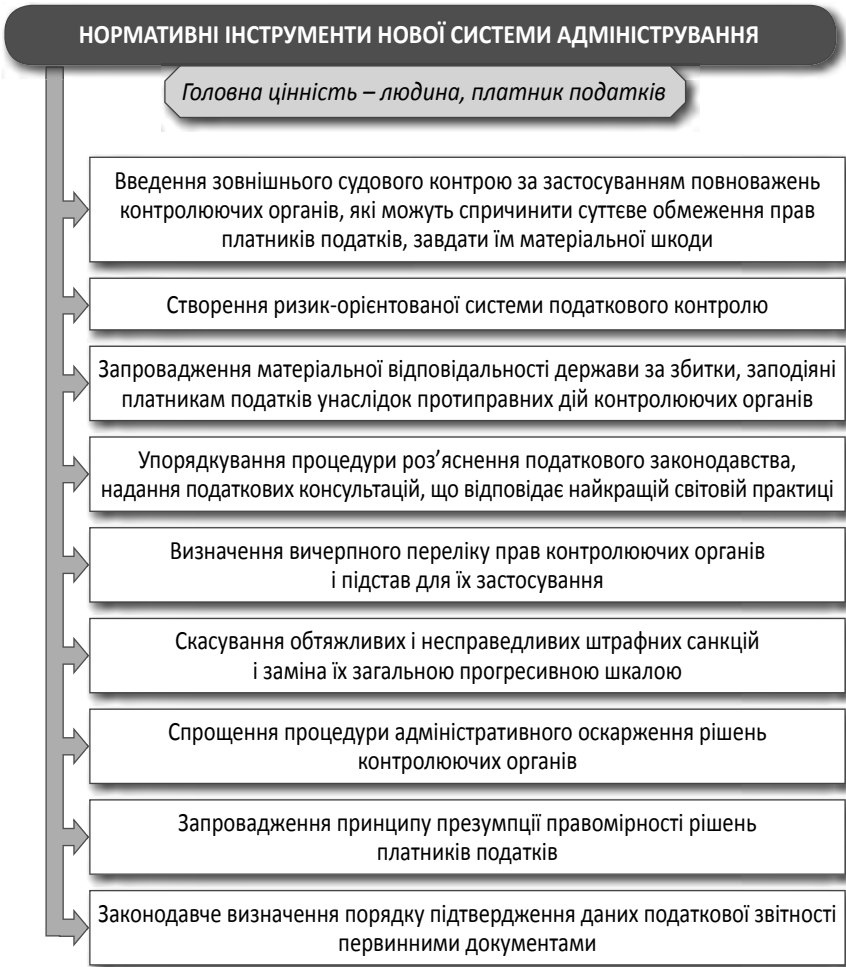 НОРМАТИВНІ ІНСТРУМЕНТИ НОВОЇ СИСТЕМИ АДМІНІСТРУВАННЯ
Головна цінність – людина, платник податків
Введення зовнішнього судового контрою за застосуванням повноважень
контролюючих органів, які можуть спричинити суттєве обмеження прав
платників податків, завдати їм матеріальної шкоди
Створення ризик-орієнтованої системи податкового контролю
Запровадження матеріальної відповідальності держави за збитки, заподіяні
платникам податків унаслідок протиправних дій контролюючих органів
Упорядкування процедури роз’яснення податкового законодавства,
надання податкових консультацій, що відповідає найкращій світовій практиці
Визначення вичерпного переліку прав контролюючих органів
і підстав для їх застосування
Скасування обтяжливих і несправедливих штрафних санкцій
і заміна їх загальною прогресивною шкалою
Спрощення процедури адміністративного оскарження рішень
контролюючих органів
Запровадження принципу презумпції правомірності рішень
платників податків
Законодавче визначення порядку підтвердження даних податкової звітності
первинними документами